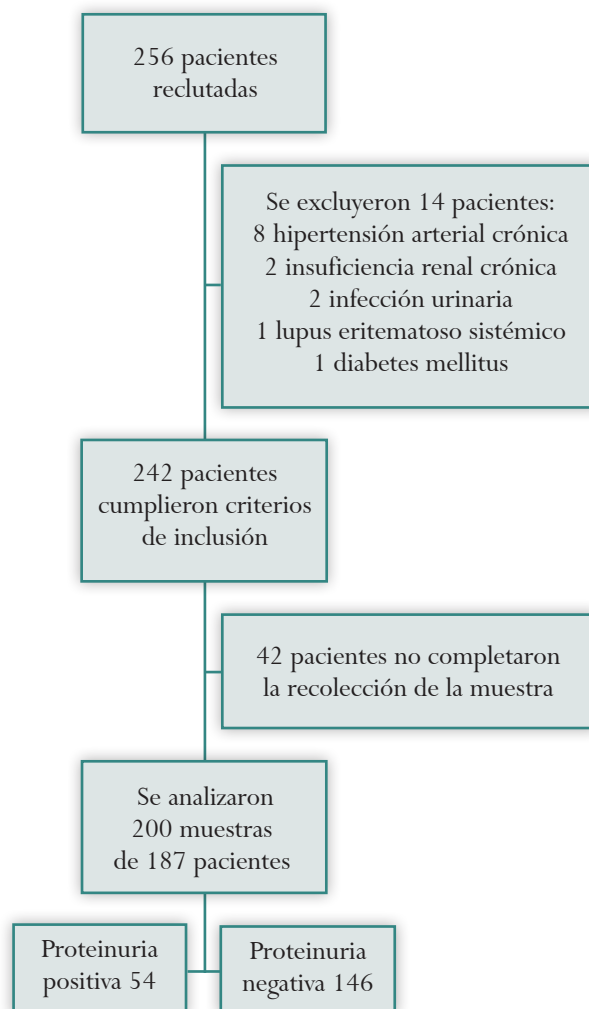 256 pacientes
reclutadas
Se excluyeron 14 pacientes:
8 hipertensión arterial crónica
2 insuficiencia renal crónica
2 infección urinaria
1 lupus eritematoso sistémico
1 diabetes mellitus
242 pacientes
cumplieron criterios
de inclusión
42 pacientes no completaron
la recolección de la muestra
Se analizaron
200 muestras
de 187 pacientes
Proteinuria
positiva 54
Proteinuria
negativa 146